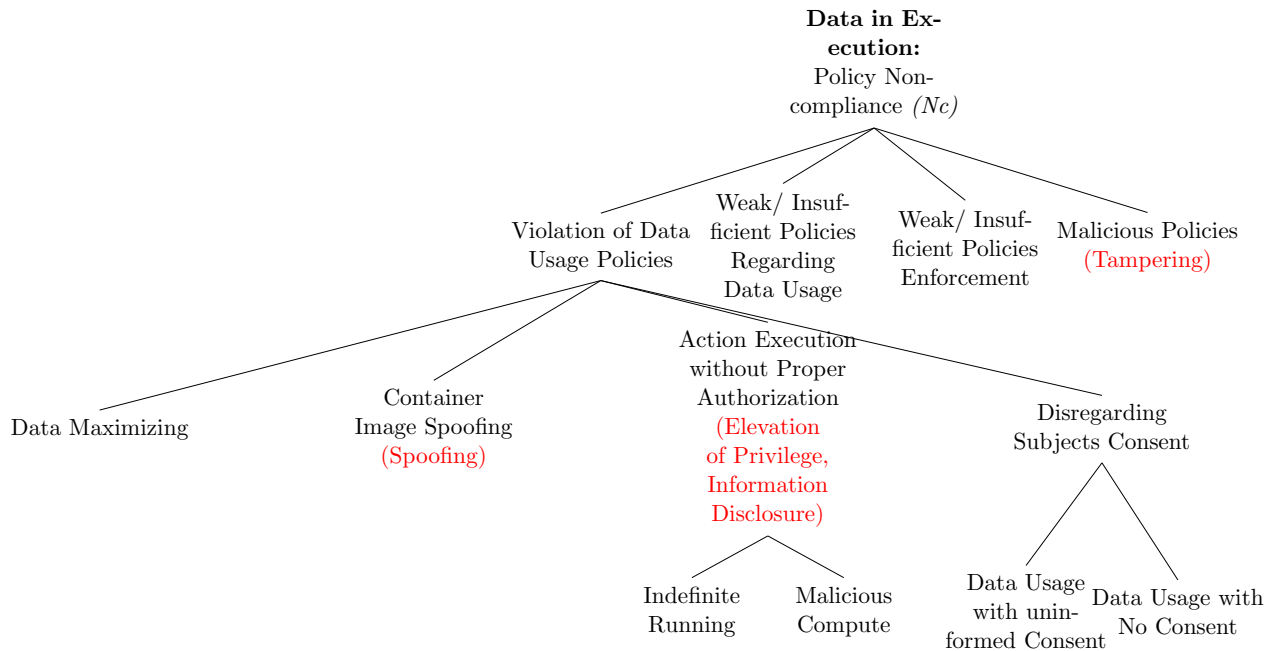 Data in Ex-
ecution:
Policy Non-
compliance (Nc)
Violation of Data
Usage Policies
Weak/ Insuf-
ficient Policies
Regarding
Data Usage
Weak/ Insuf-
ficient Policies
Enforcement
Malicious Policies
(Tampering)
Data Maximizing
Container
Image Spoofing
(Spoofing)
Action Execution
without Proper
Authorization
(Elevation
of Privilege,
Information
Disclosure)
Disregarding
Subjects Consent
Indefinite
Running
Malicious
Compute
Data Usage
with unin-
formed Consent
Data Usage with
No Consent